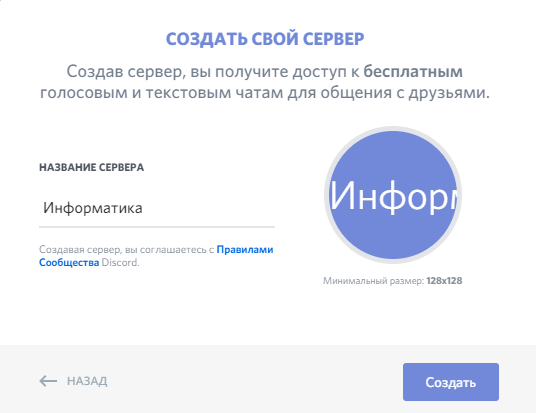 СОЗДАТЬ СВОЙ СЕРВЕР
Создав сервер, вы получите доступ к бесплатным
голосовым и текстовым чатам для общения с друзьями.
НАЗВАНИЕ СЕРВЕРА
Информатика
Создавая сервер, вы соглашаетесь с Правилами
Сообщества Discord.
Информ
Минимальный размер: 128x128
НАЗАД
Создать